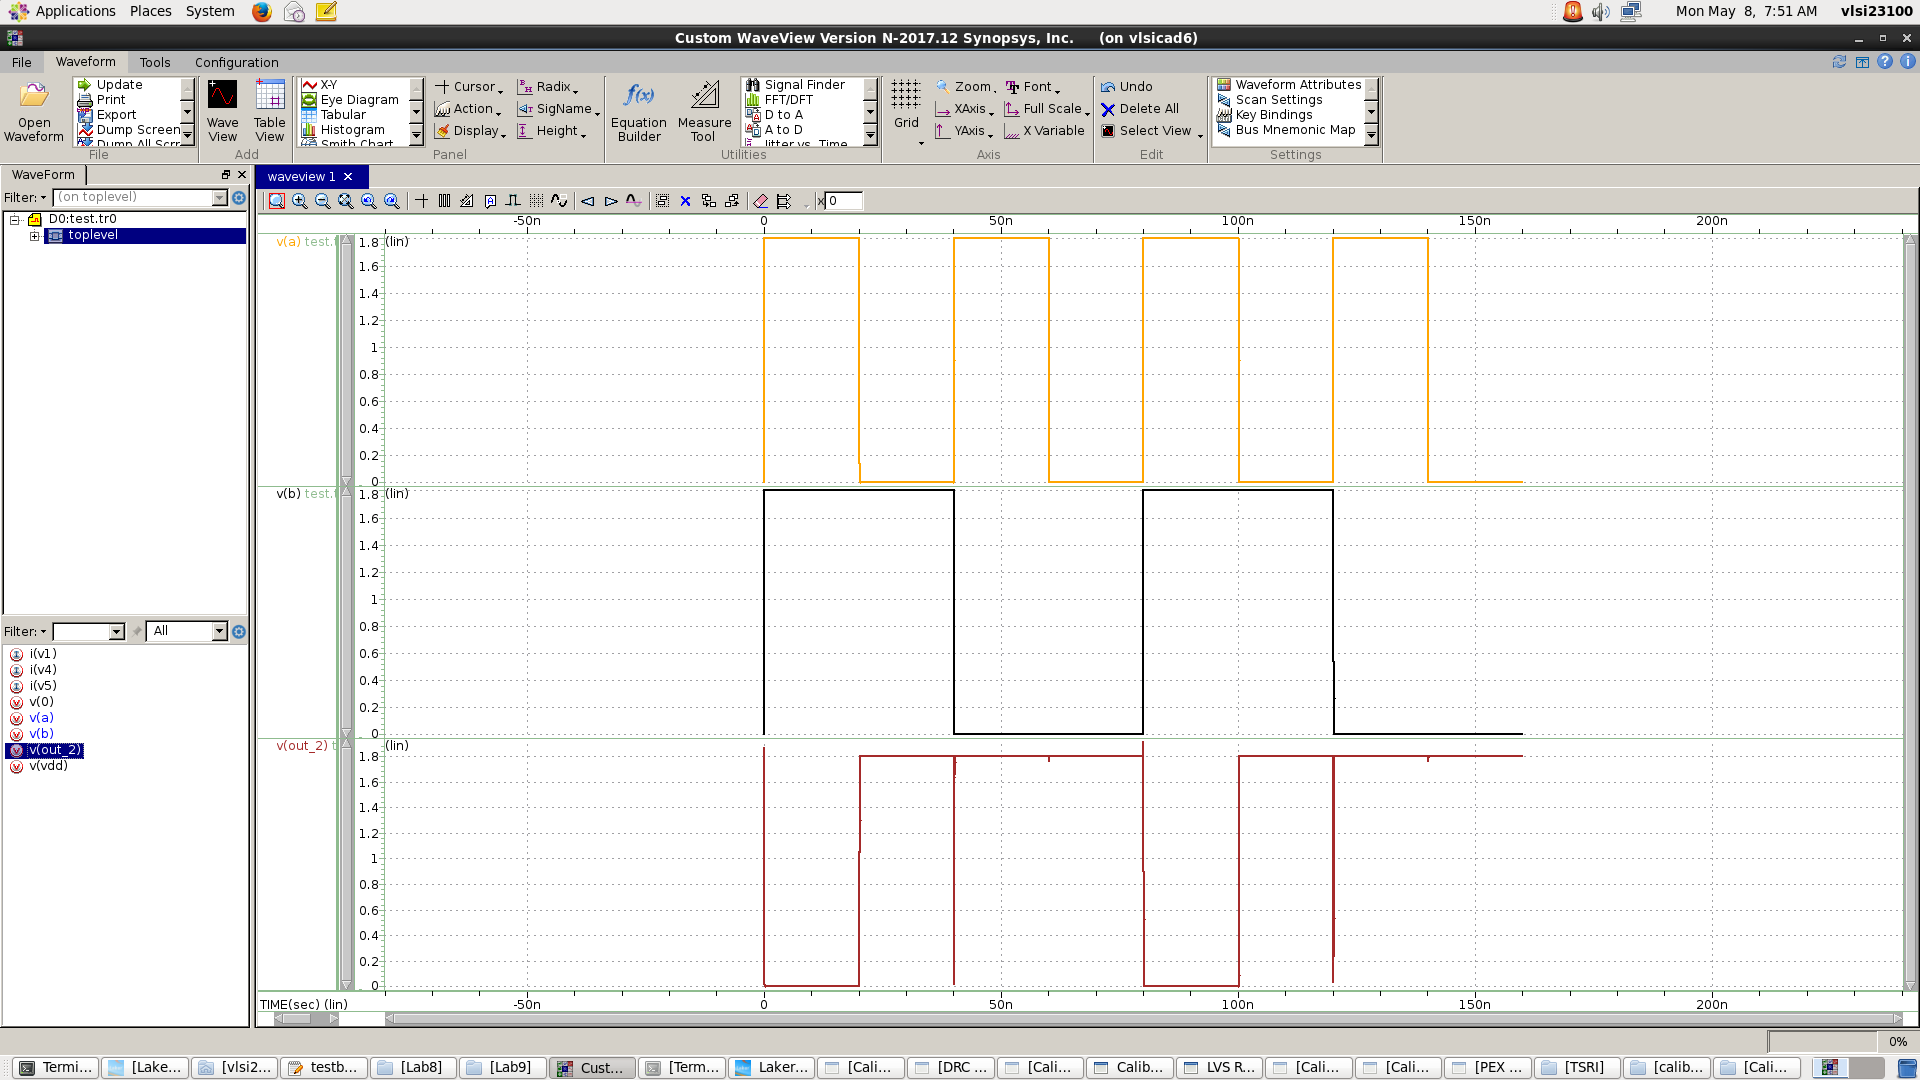 Applications Places System Mon May 8, 7:51 AM vlsi23100
Custom WaveView Version N-2017.12 Synopsys, Inc. (on vlsicad6)
File Waveform Tools Configuration
Open Waveform
Update
Print
Export
Dump Screen
Dump All Scr
File
Wave View
Table View
Add
X-Y
Eye Diagram
Tabular
Histogram
Smith Chart
Cursor
Action
Display
Radix
SigName
Height
Panel
Equation Builder
Measure Tool
Signal Finder
FFT/DFT
D to A
A to D
Jitter vs. Time
Utilities
Grid
Zoom
XAxis
YAxis
Font
Full Scale
X Variable
Axis
Undo
Delete All
Select View
Edit
Waveform Attributes
Scan Settings
Key Bindings
Bus Mnemonic Map
Settings
WaveForm
Filter: (on toplevel)
D0:test.tr0
toplevel
Filter: All
i(v1)
i(v4)
i(v5)
v(0)
v(a)
v(b)
v(out_2)
v(vdd)
waveview 1
x 0
-50n 0 50n 100n 150n 200n
v(a) test.t
1.8 (lin)
1.6
1.4
1.2
1
0.8
0.6
0.4
0.2
0
v(b) test.t
1.8 (lin)
1.6
1.4
1.2
1
0.8
0.6
0.4
0.2
0
v(out_2) t
(lin)
1.8
1.6
1.4
1.2
1
0.8
0.6
0.4
0.2
0
TIME(sec) (lin) -50n 0 50n 100n 150n 200n
0%
Termi... [Lake... [vlsi2... testb... [Lab8] [Lab9] Cust... [Term... Laker... [Cali... [DRC ... [Cali... Calib... LVS R... [Cali... [Cali... [PEX ... [TSRI] [calib... [Cali...